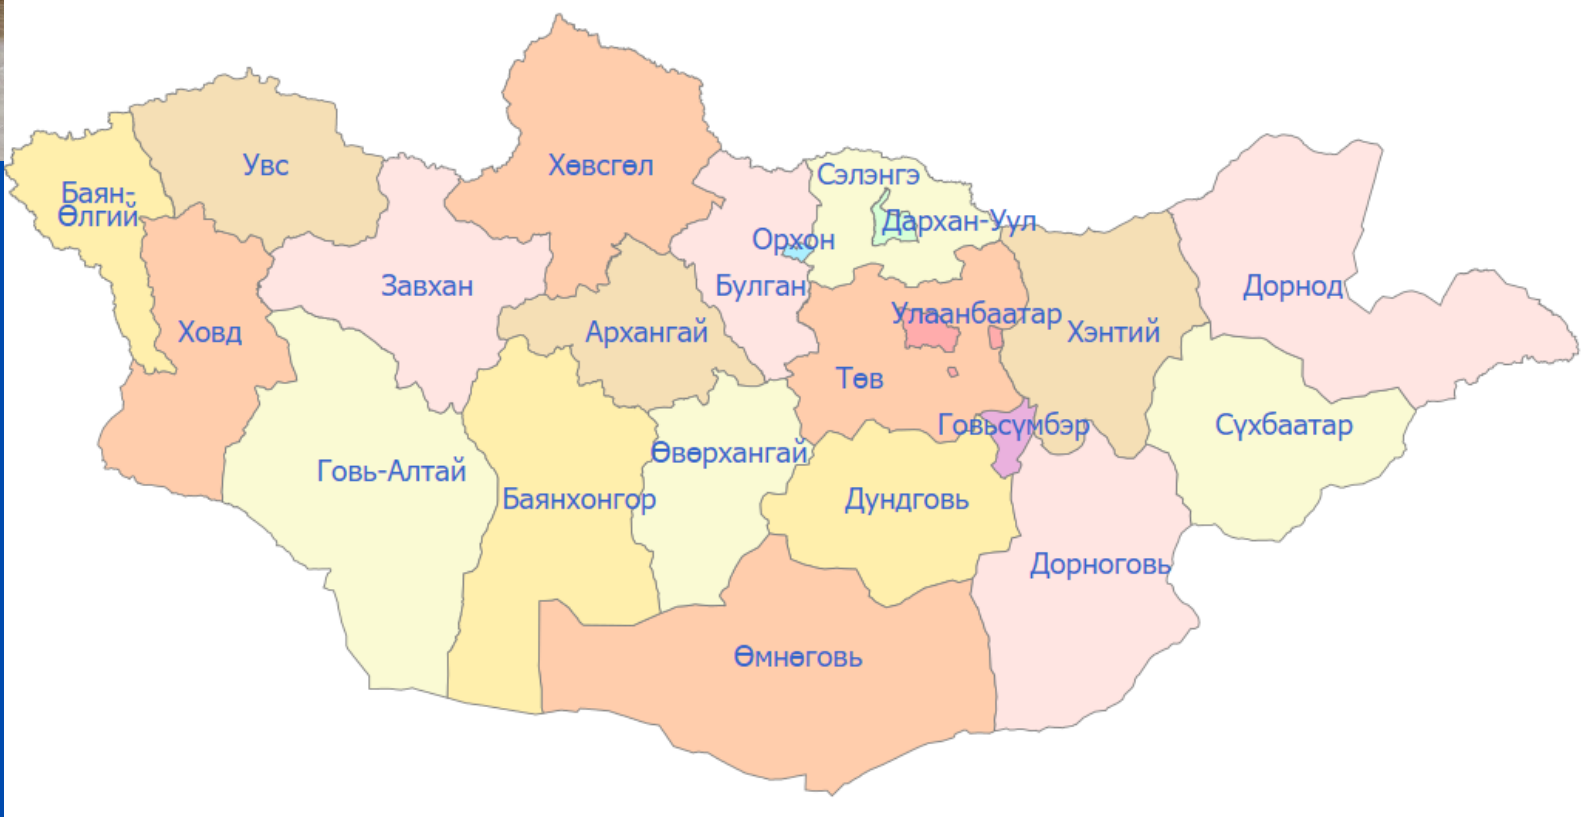 Увс
Хөвсгөл
Сэлэнгэ
Баян-
Өлгий
Дархан-Уул
Орхон
Завхан
Булган
Дорнод
Ховд
Архангай
Улаанбаатар
Хэнтий
Төв
Говьсүмбэр
Сүхбаатар
Говь-Алтай
Өвөрхангай
Баянхонгор
Дундговь
Дорноговь
Өмнөговь